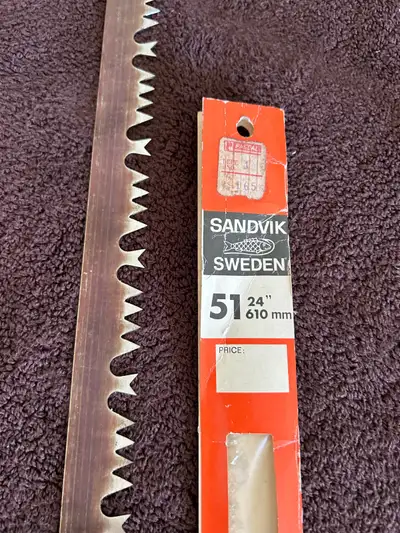 SANDVIK
SWEDEN
51 24"
610 mm
PRICE: